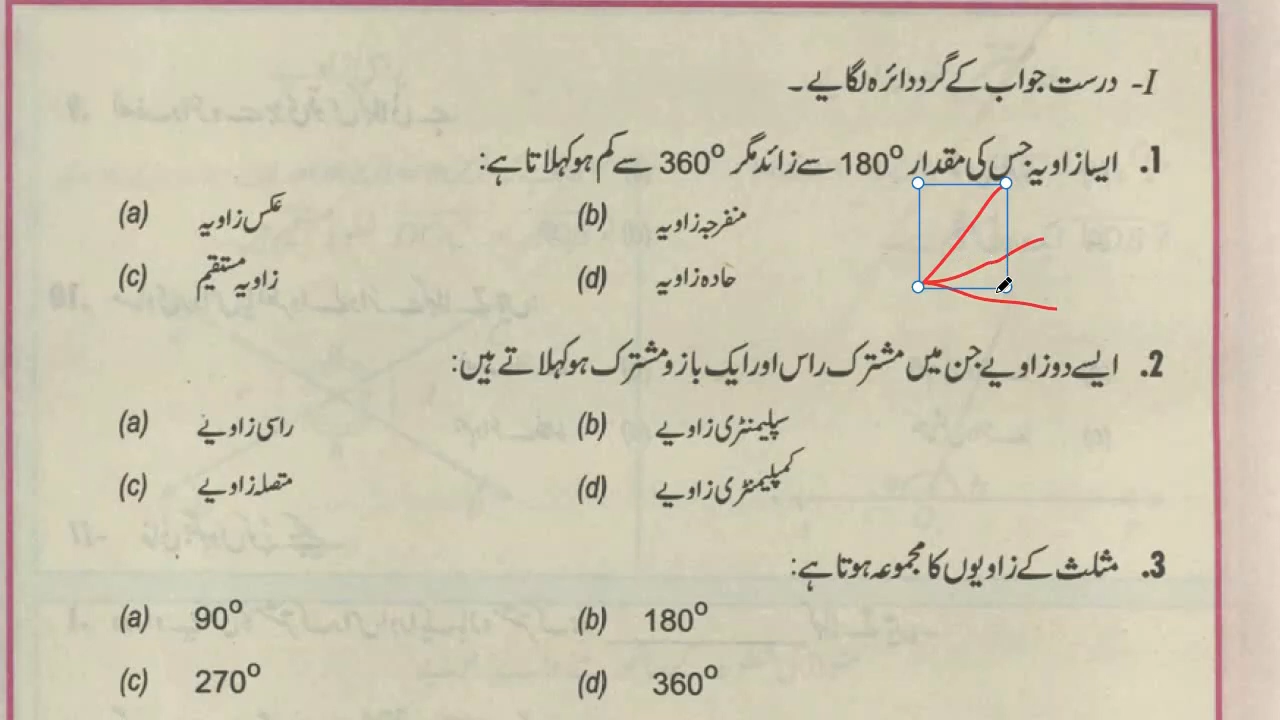 I- درست جواب کے گرد دائرہ لگایے۔
1. ایسا زاویہ جس کی مقدار 180° سے زائد مگر 360° سے کم ہو کہلاتا ہے:
(a) عکس زاویہ (b) منفرجہ زاویہ
(c) زاویہ مستقیم (d) حادہ زاویہ
2. ایسے دو زاویے جن میں مشترک راس اور ایک بازو مشترک ہو کہلاتے ہیں:
(a) راسی زاویے (b) سپلیمنٹری زاویے
(c) متصلہ زاویے (d) کمپلیمنٹری زاویے
3. مثلث کے زاویوں کا مجموعہ ہوتا ہے:
(a) 90° (b) 180°
(c) 270° (d) 360°